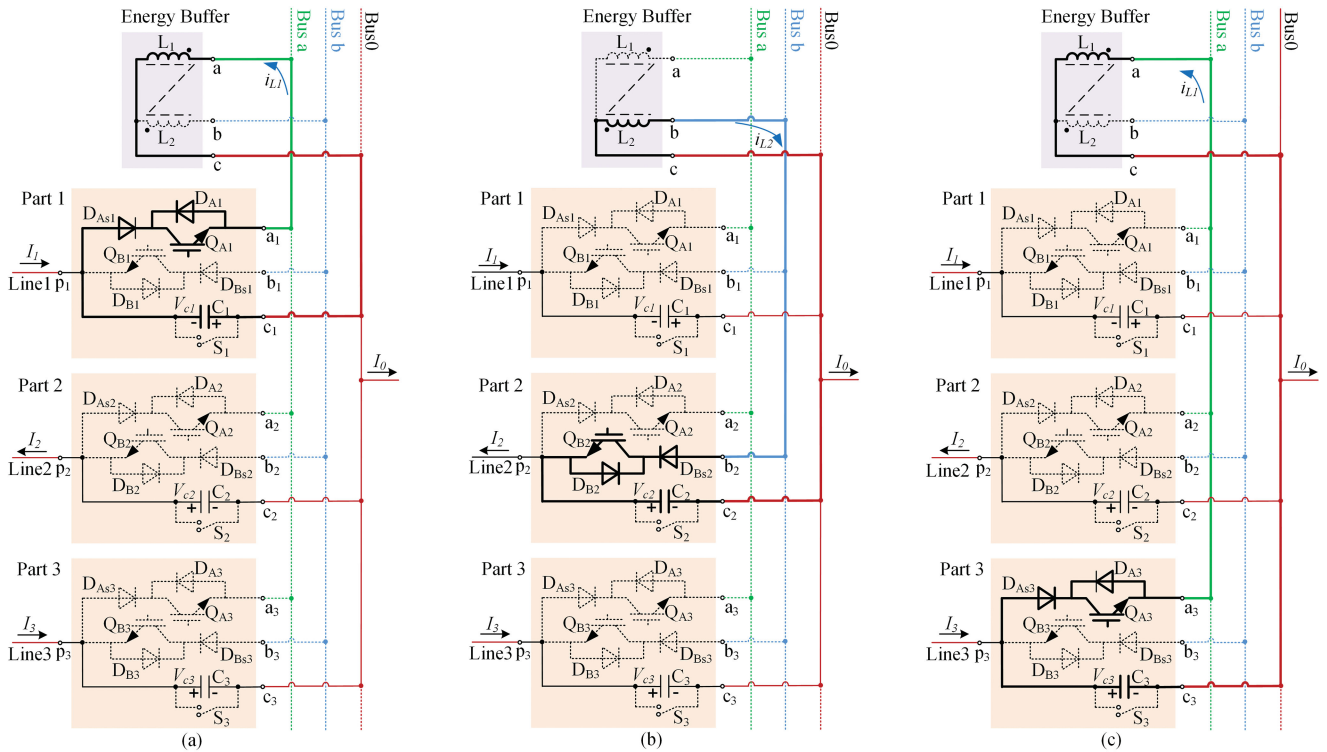 Energy Buffer
Bus a
Bus b
Bus0
L1
a
iL1
b
L2
c
Part 1
DA1
DAs1
QA1
a1
I1
QB1
Line1 p1
b1
DB1
DBs1
Vc1
C1
- +
c1
S1
I0
Part 2
DA2
DAs2
QA2
a2
I2
QB2
Line2 p2
b2
DB2
DBs2
Vc2
C2
+ -
c2
S2
Part 3
DA3
DAs3
QA3
a3
I3
QB3
Line3 p3
b3
DB3
DBs3
Vc3
C3
+ -
c3
S3
(a)
Energy Buffer
Bus a
Bus b
Bus0
L1
a
b
iL2
L2
c
Part 1
DA1
DAs1
QA1
a1
I1
QB1
Line1 p1
b1
DB1
DBs1
Vc1
C1
- +
c1
S1
I0
Part 2
DA2
DAs2
QA2
a2
I2
QB2
Line2 p2
b2
DB2
DBs2
Vc2
C2
+ -
c2
S2
Part 3
DA3
DAs3
QA3
a3
I3
QB3
Line3 p3
b3
DB3
DBs3
Vc3
C3
+ -
c3
S3
(b)
Energy Buffer
Bus a
Bus b
Bus0
L1
a
iL1
b
L2
c
Part 1
DA1
DAs1
QA1
a1
I1
QB1
Line1 p1
b1
DB1
DBs1
Vc1
C1
- +
c1
S1
I0
Part 2
DA2
DAs2
QA2
a2
I2
QB2
Line2 p2
b2
DB2
DBs2
Vc2
C2
+ -
c2
S2
Part 3
DA3
DAs3
QA3
a3
I3
QB3
Line3 p3
b3
DB3
DBs3
Vc3
C3
+ -
c3
S3
(c)